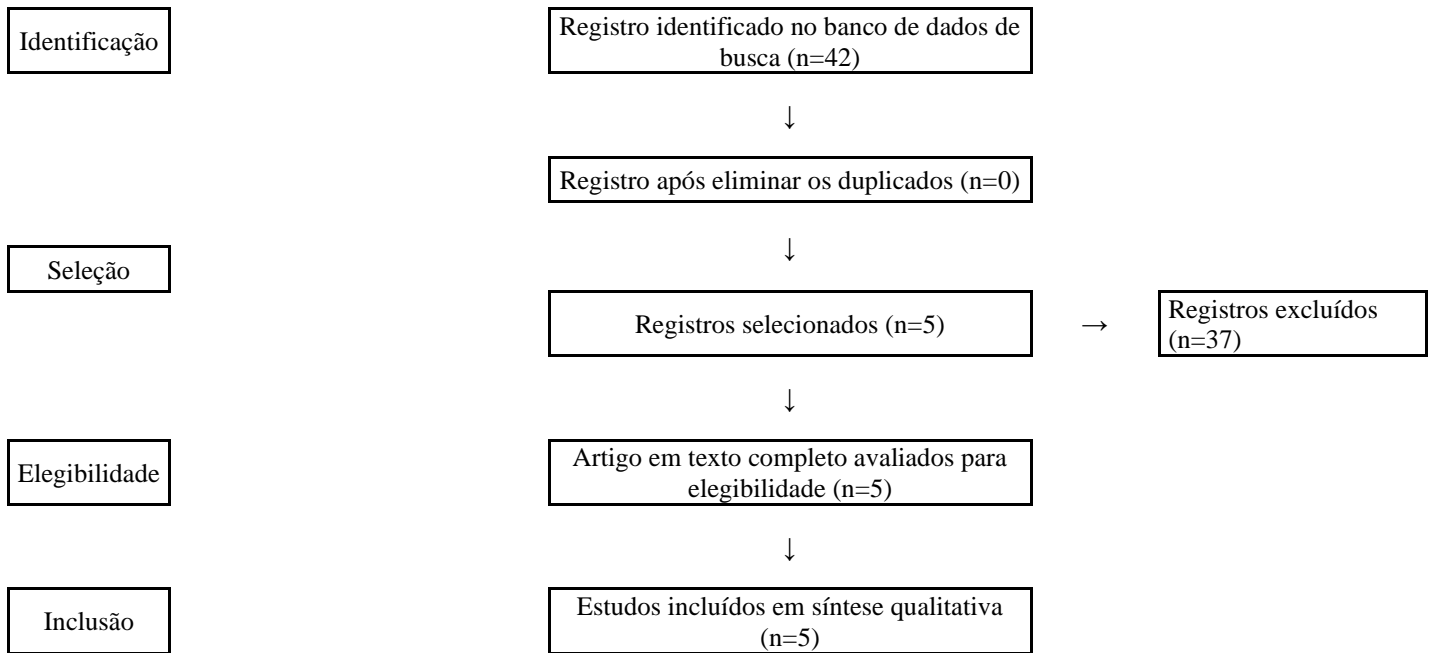 Identificação
Registro identificado no banco de dados de
busca (n=42)
↓
Registro após eliminar os duplicados (n=0)
↓
Seleção
Registros selecionados (n=5)
→
Registros excluídos
(n=37)
↓
Elegibilidade
Artigo em texto completo avaliados para
elegibilidade (n=5)
↓
Inclusão
Estudos incluídos em síntese qualitativa
(n=5)